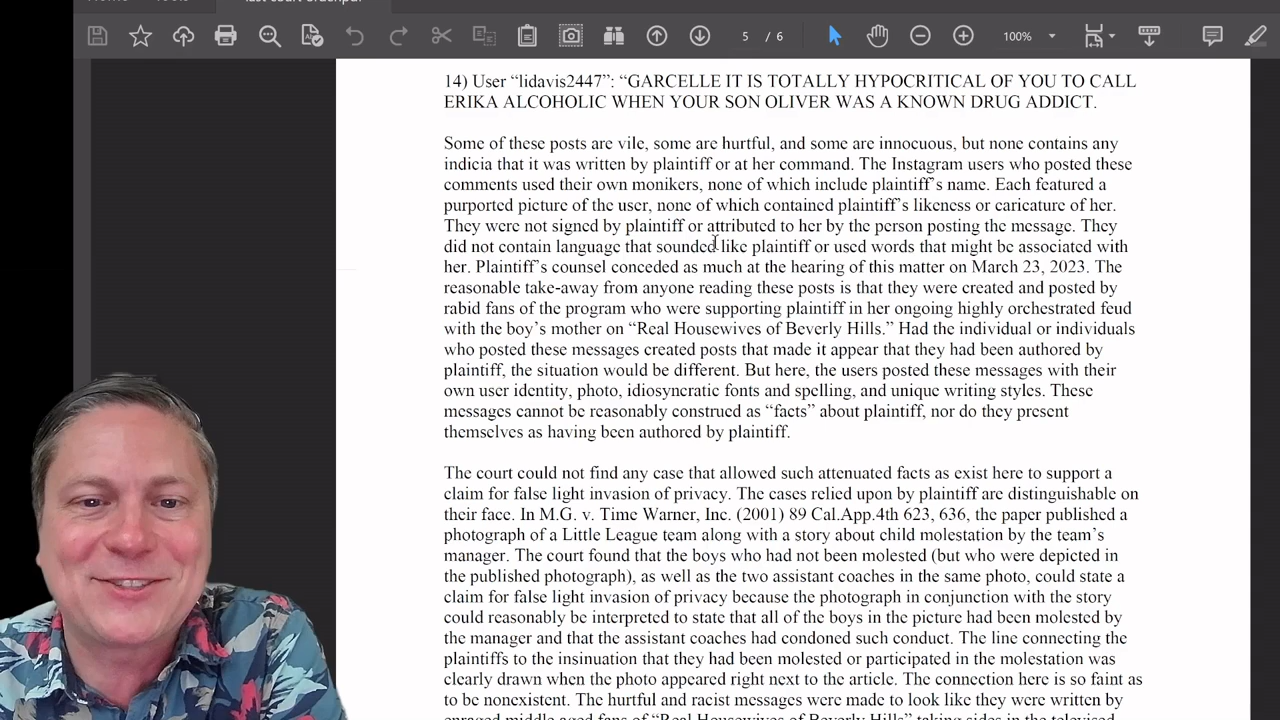 5 / 6
100%
14) User “lidavis2447”: “GARCELLE IT IS TOTALLY HYPOCRITICAL OF YOU TO CALL
ERIKA ALCOHOLIC WHEN YOUR SON OLIVER WAS A KNOWN DRUG ADDICT.
Some of these posts are vile, some are hurtful, and some are innocuous, but none contains any
indicia that it was written by plaintiff or at her command. The Instagram users who posted these
comments used their own monikers, none of which include plaintiff’s name. Each featured a
purported picture of the user, none of which contained plaintiff’s likeness or caricature of her.
They were not signed by plaintiff or attributed to her by the person posting the message. They
did not contain language that sounded like plaintiff or used words that might be associated with
her. Plaintiff’s counsel conceded as much at the hearing of this matter on March 23, 2023. The
reasonable take-away from anyone reading these posts is that they were created and posted by
rabid fans of the program who were supporting plaintiff in her ongoing highly orchestrated feud
with the boy’s mother on “Real Housewives of Beverly Hills.” Had the individual or individuals
who posted these messages created posts that made it appear that they had been authored by
plaintiff, the situation would be different. But here, the users posted these messages with their
own user identity, photo, idiosyncratic fonts and spelling, and unique writing styles. These
messages cannot be reasonably construed as “facts” about plaintiff, nor do they present
themselves as having been authored by plaintiff.
The court could not find any case that allowed such attenuated facts as exist here to support a
claim for false light invasion of privacy. The cases relied upon by plaintiff are distinguishable on
their face. In M.G. v. Time Warner, Inc. (2001) 89 Cal.App.4th 623, 636, the paper published a
photograph of a Little League team along with a story about child molestation by the team’s
manager. The court found that the boys who had not been molested (but who were depicted in
the published photograph), as well as the two assistant coaches in the same photo, could state a
claim for false light invasion of privacy because the photograph in conjunction with the story
could reasonably be interpreted to state that all of the boys in the picture had been molested by
the manager and that the assistant coaches had condoned such conduct. The line connecting the
plaintiffs to the insinuation that they had been molested or participated in the molestation was
clearly drawn when the photo appeared right next to the article. The connection here is so faint as
to be nonexistent. The hurtful and racist messages were made to look like they were written by
enraged middle aged fans of “Real Housewives of Beverly Hills” taking sides in the televised